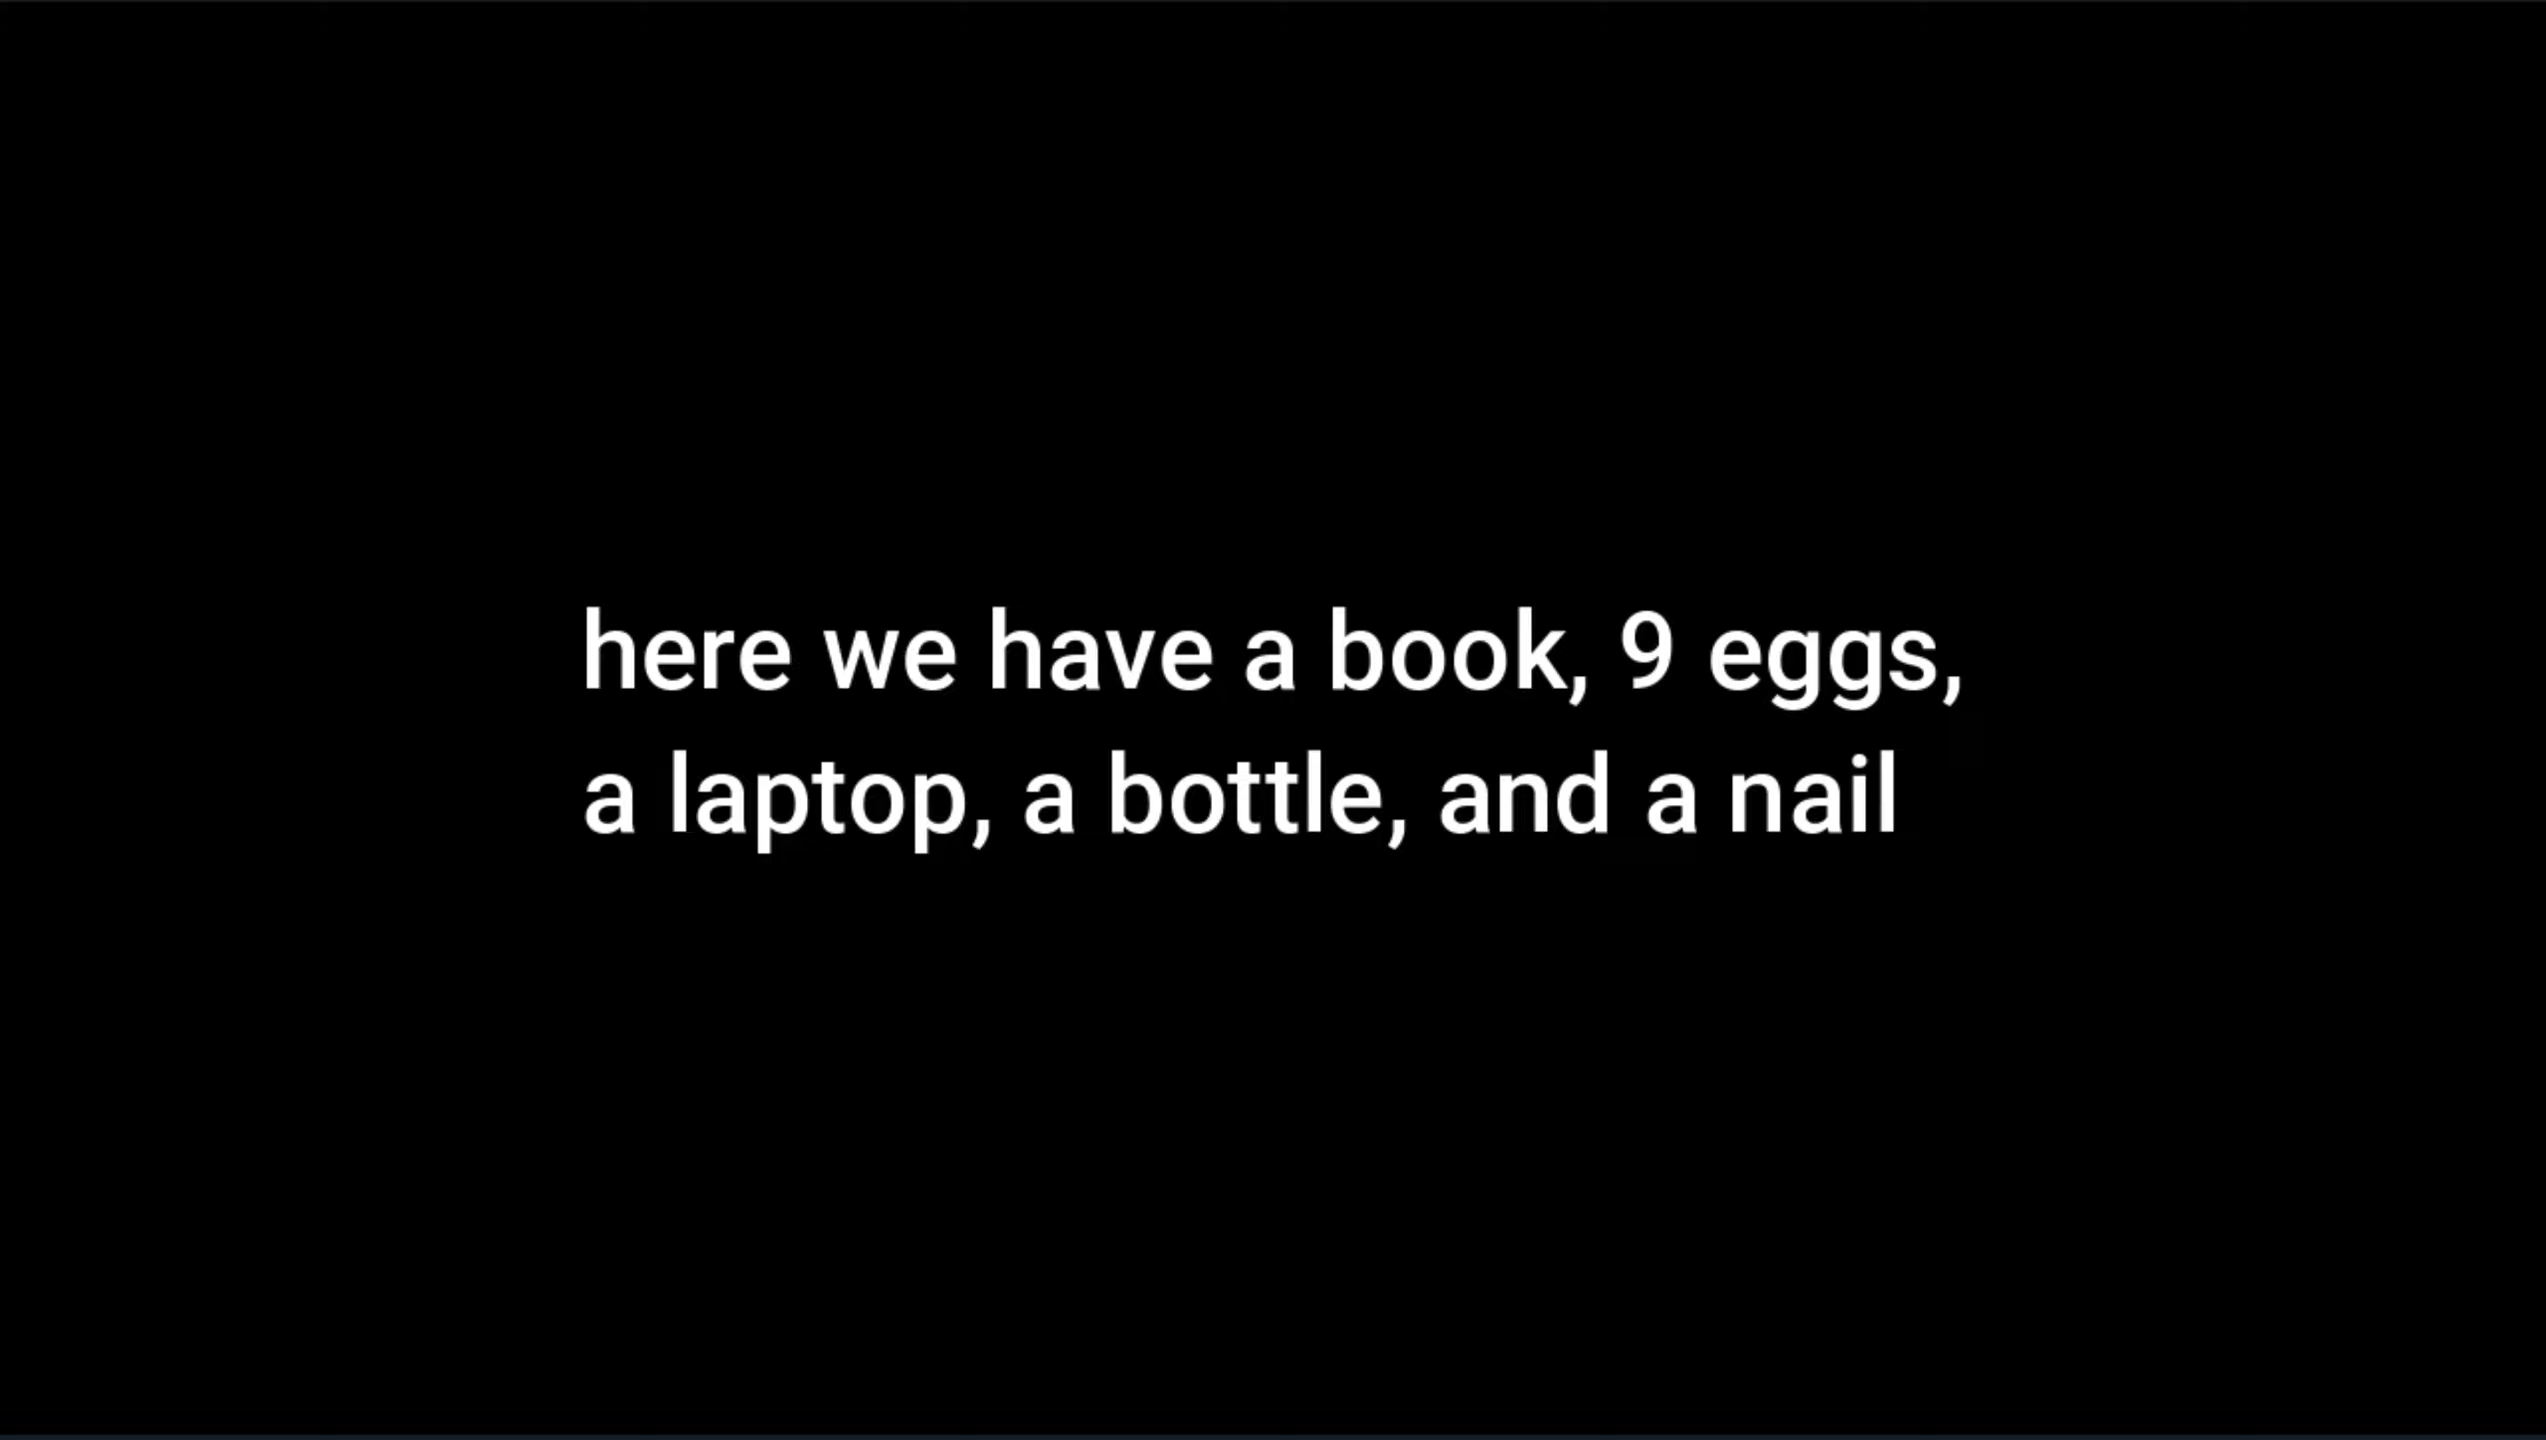 here we have a book, 9 eggs,
a laptop, a bottle, and a nail